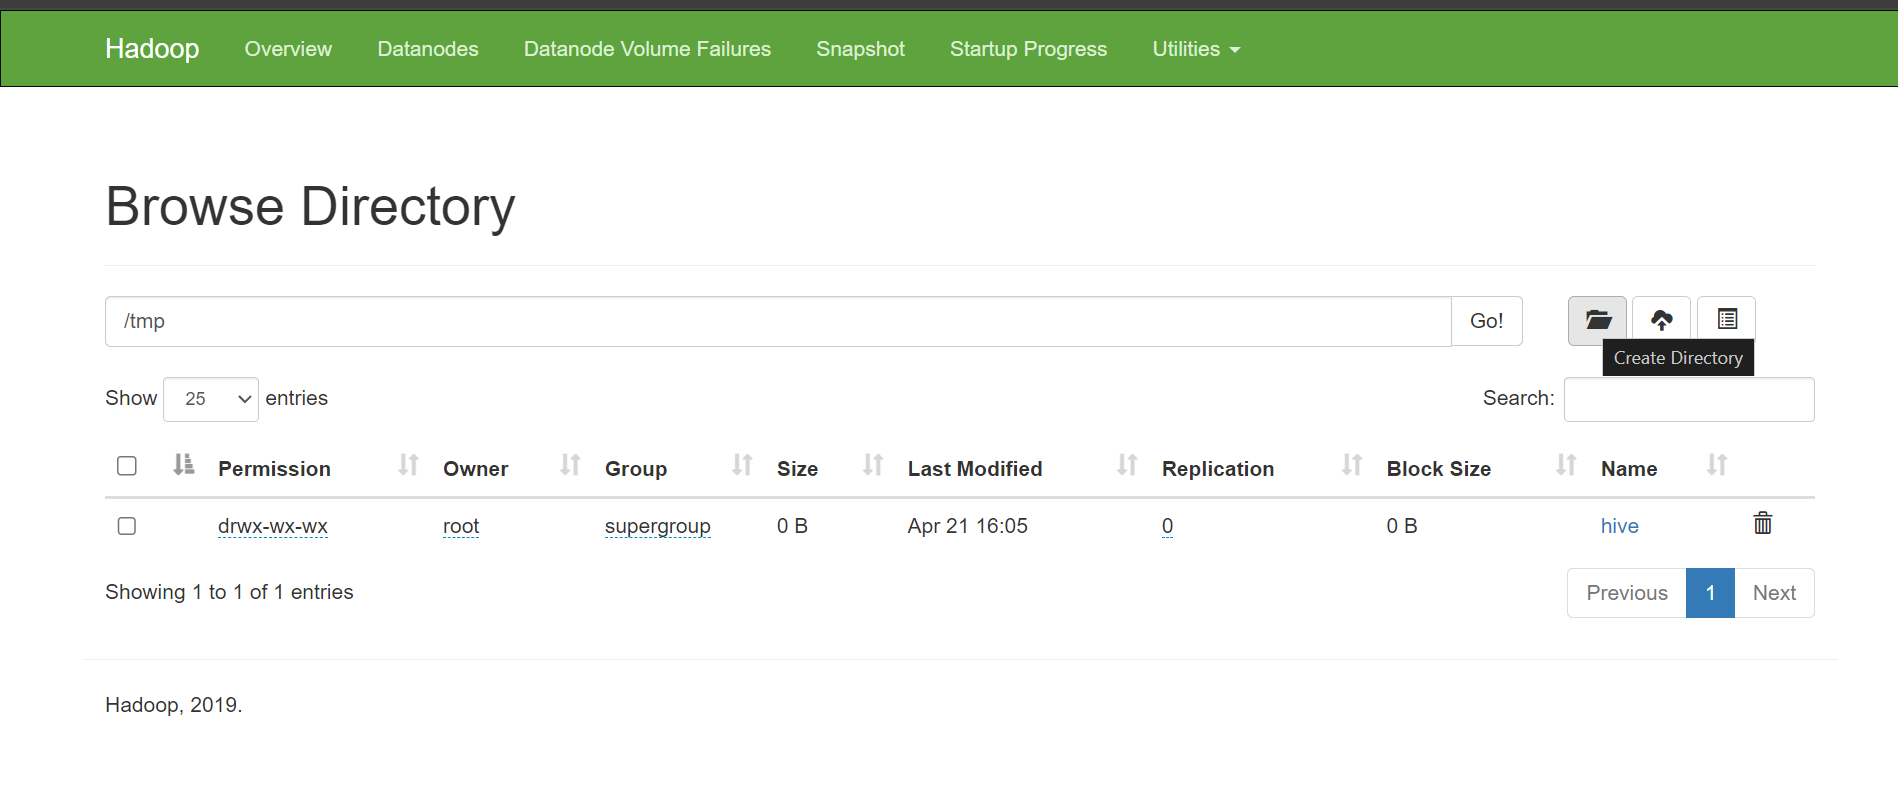 Hadoop Overview Datanodes Datanode Volume Failures Snapshot Startup Progress Utilities
Browse Directory
/tmp Go!
Create Directory
Show 25 entries Search:
Permission Owner Group Size Last Modified Replication Block Size Name
drwx-wx-wx root supergroup 0 B Apr 21 16:05 0 0 B hive
Showing 1 to 1 of 1 entries Previous 1 Next
Hadoop, 2019.